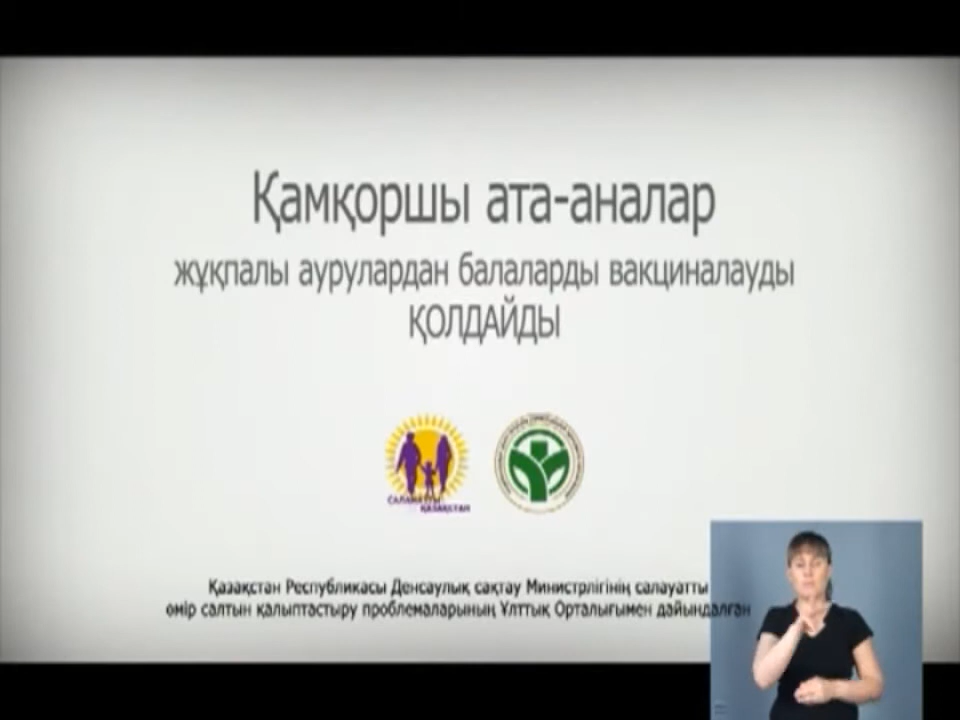 Қамқоршы ата-аналар
жұқпалы аурулардан балаларды вакциналауды
ҚОЛДАЙДЫ
САЛАМАТТЫ
ҚАЗАҚСТАН
Қазақстан Республикасы Денсаулық сақтау Министрлігінің салауатты
өмір салтын қалыптастыру проблемаларының Ұлттық Орталығымен дайындалған